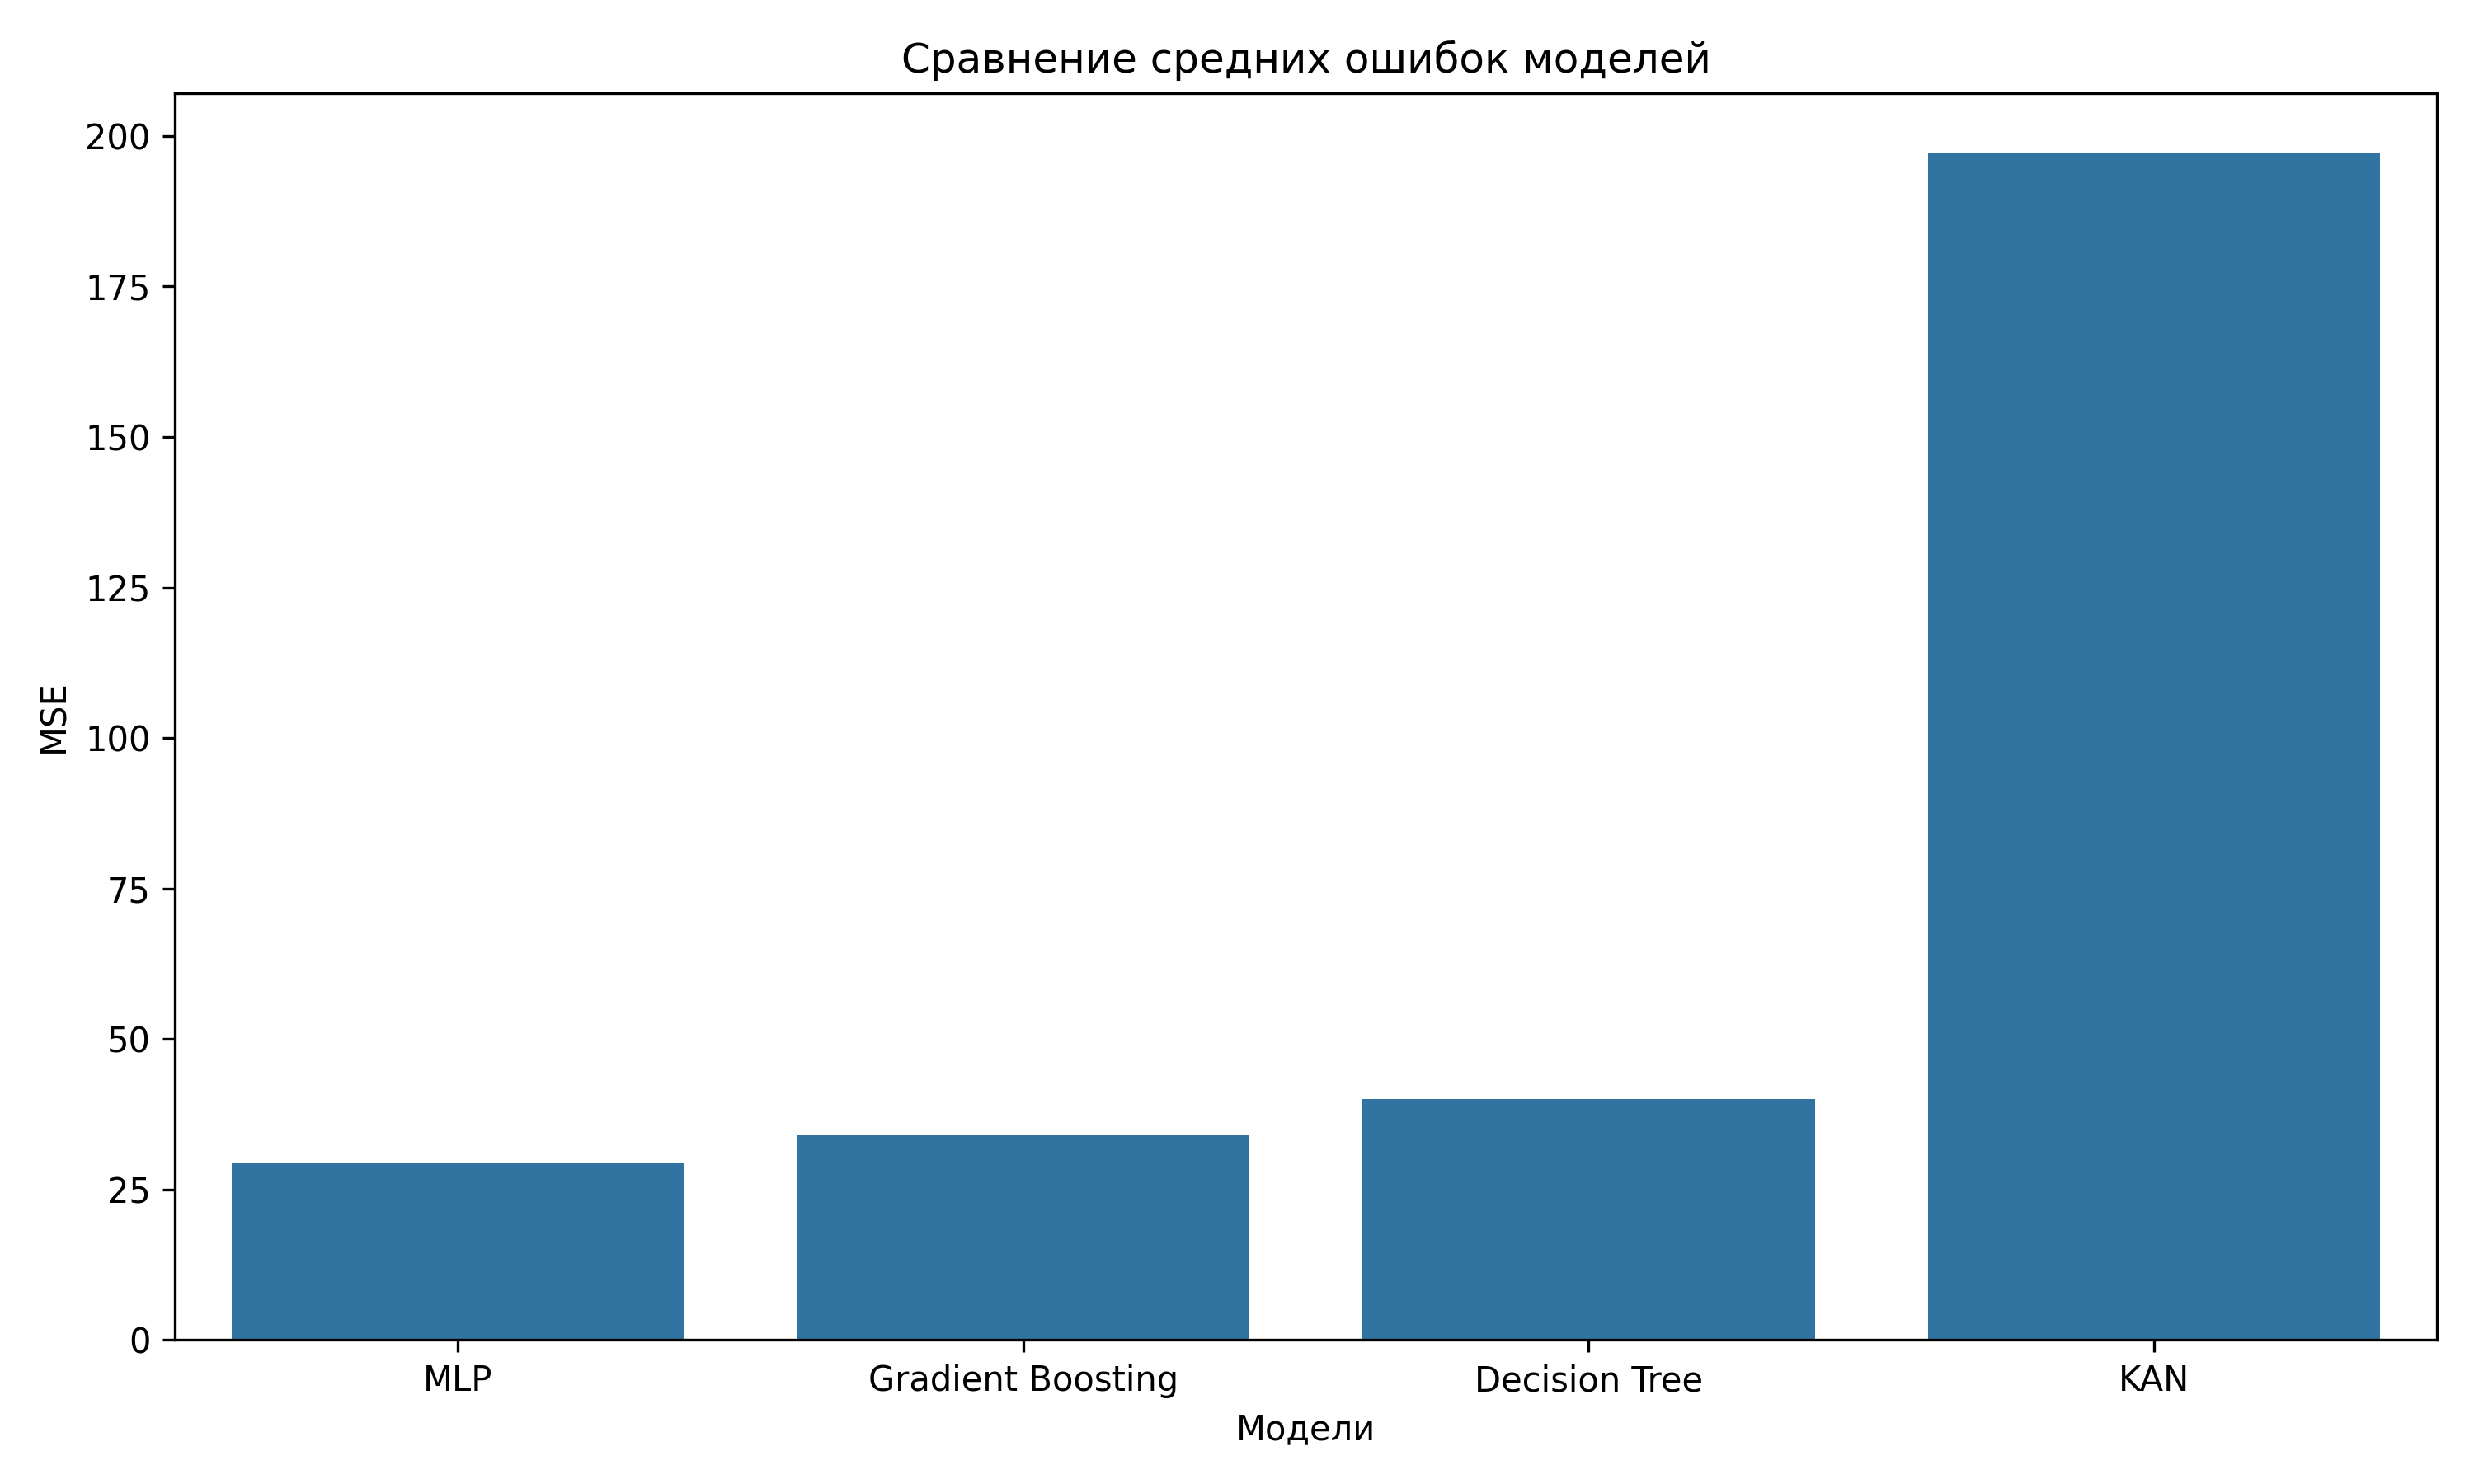 Сравнение средних ошибок моделей
200
175
150
125
100
75
50
25
0
MSE
MLP
Gradient Boosting
Decision Tree
KAN
Модели